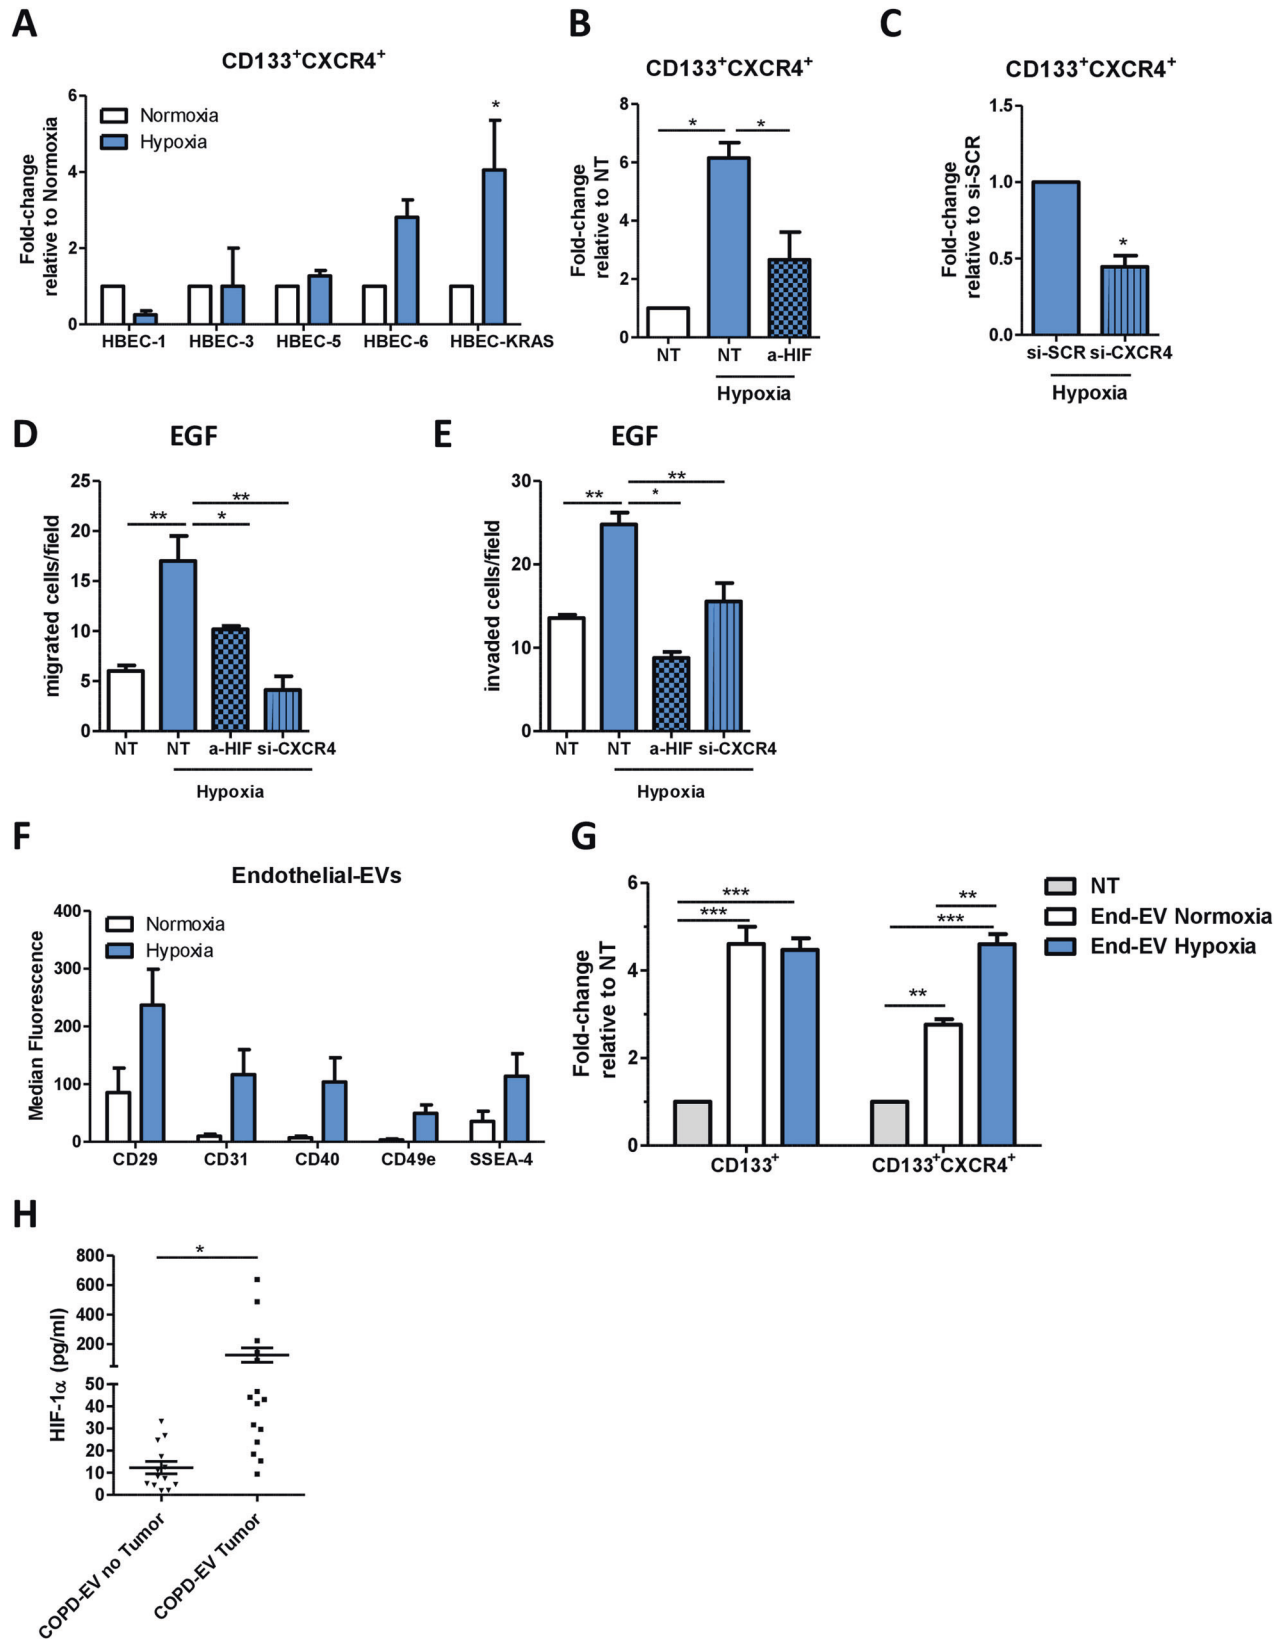 A
CD133+CXCR4+
Fold-change
relative to Normoxia
6
4
2
0
Normoxia
Hypoxia
*
HBEC-1 HBEC-3 HBEC-5 HBEC-6 HBEC-KRAS
B
CD133+CXCR4+
Fold-change
relative to NT
8
6
4
2
0
* *
NT NT a-HIF
Hypoxia
C
CD133+CXCR4+
Fold-change
relative to si-SCR
1.5
1.0
0.5
0.0
*
si-SCR si-CXCR4
Hypoxia
D
EGF
migrated cells/field
25
20
15
10
5
0
**
** *
NT NT a-HIF si-CXCR4
Hypoxia
E
EGF
invaded cells/field
30
20
10
0
**
** *
NT NT a-HIF si-CXCR4
Hypoxia
F
Endothelial-EVs
Median Fluorescence
400
300
200
100
0
Normoxia
Hypoxia
CD29 CD31 CD40 CD49e SSEA-4
G
Fold-change
relative to NT
6
4
2
0
***
***
**
***
**
CD133+ CD133+CXCR4+
NT
End-EV Normoxia
End-EV Hypoxia
H
HIF-1α (pg/ml)
800
600
400
200
50
40
30
20
10
0
*
COPD-EV no Tumor
COPD-EV Tumor